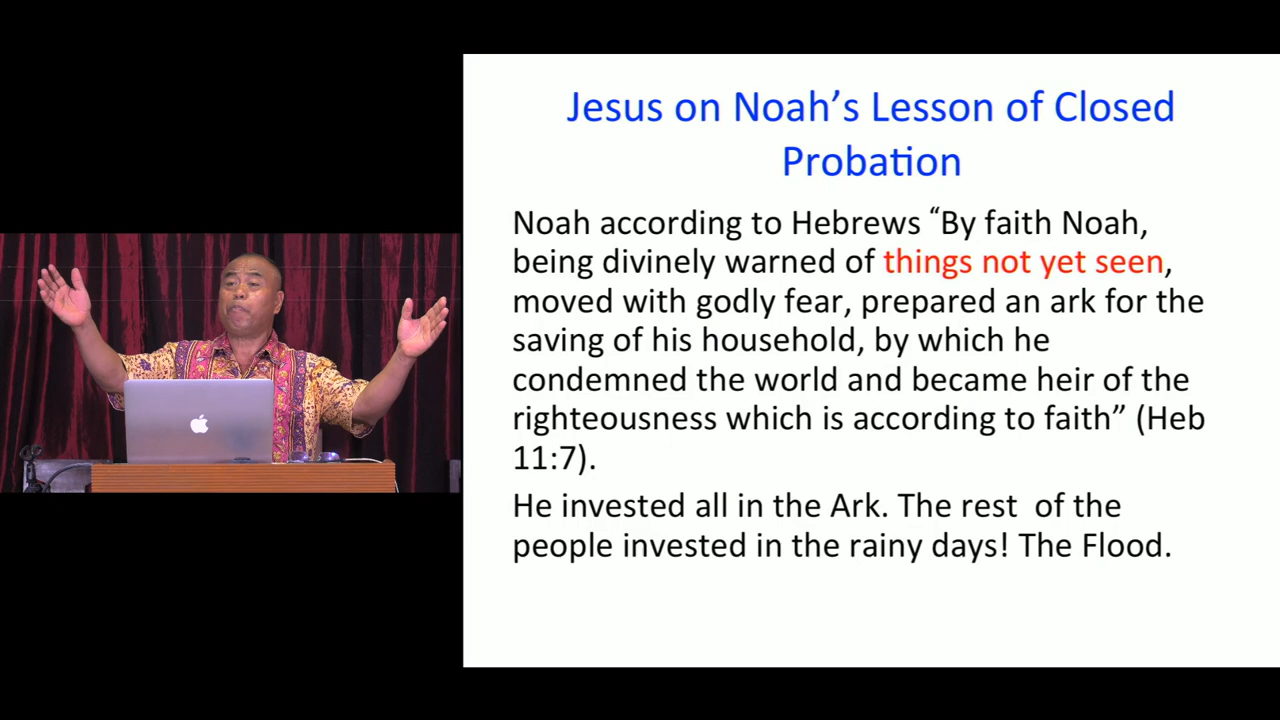 Jesus on Noah’s Lesson of Closed
Probation
Noah according to Hebrews “By faith Noah,
being divinely warned of things not yet seen,
moved with godly fear, prepared an ark for the
saving of his household, by which he
condemned the world and became heir of the
righteousness which is according to faith” (Heb
11:7).
He invested all in the Ark. The rest  of the
people invested in the rainy days! The Flood.